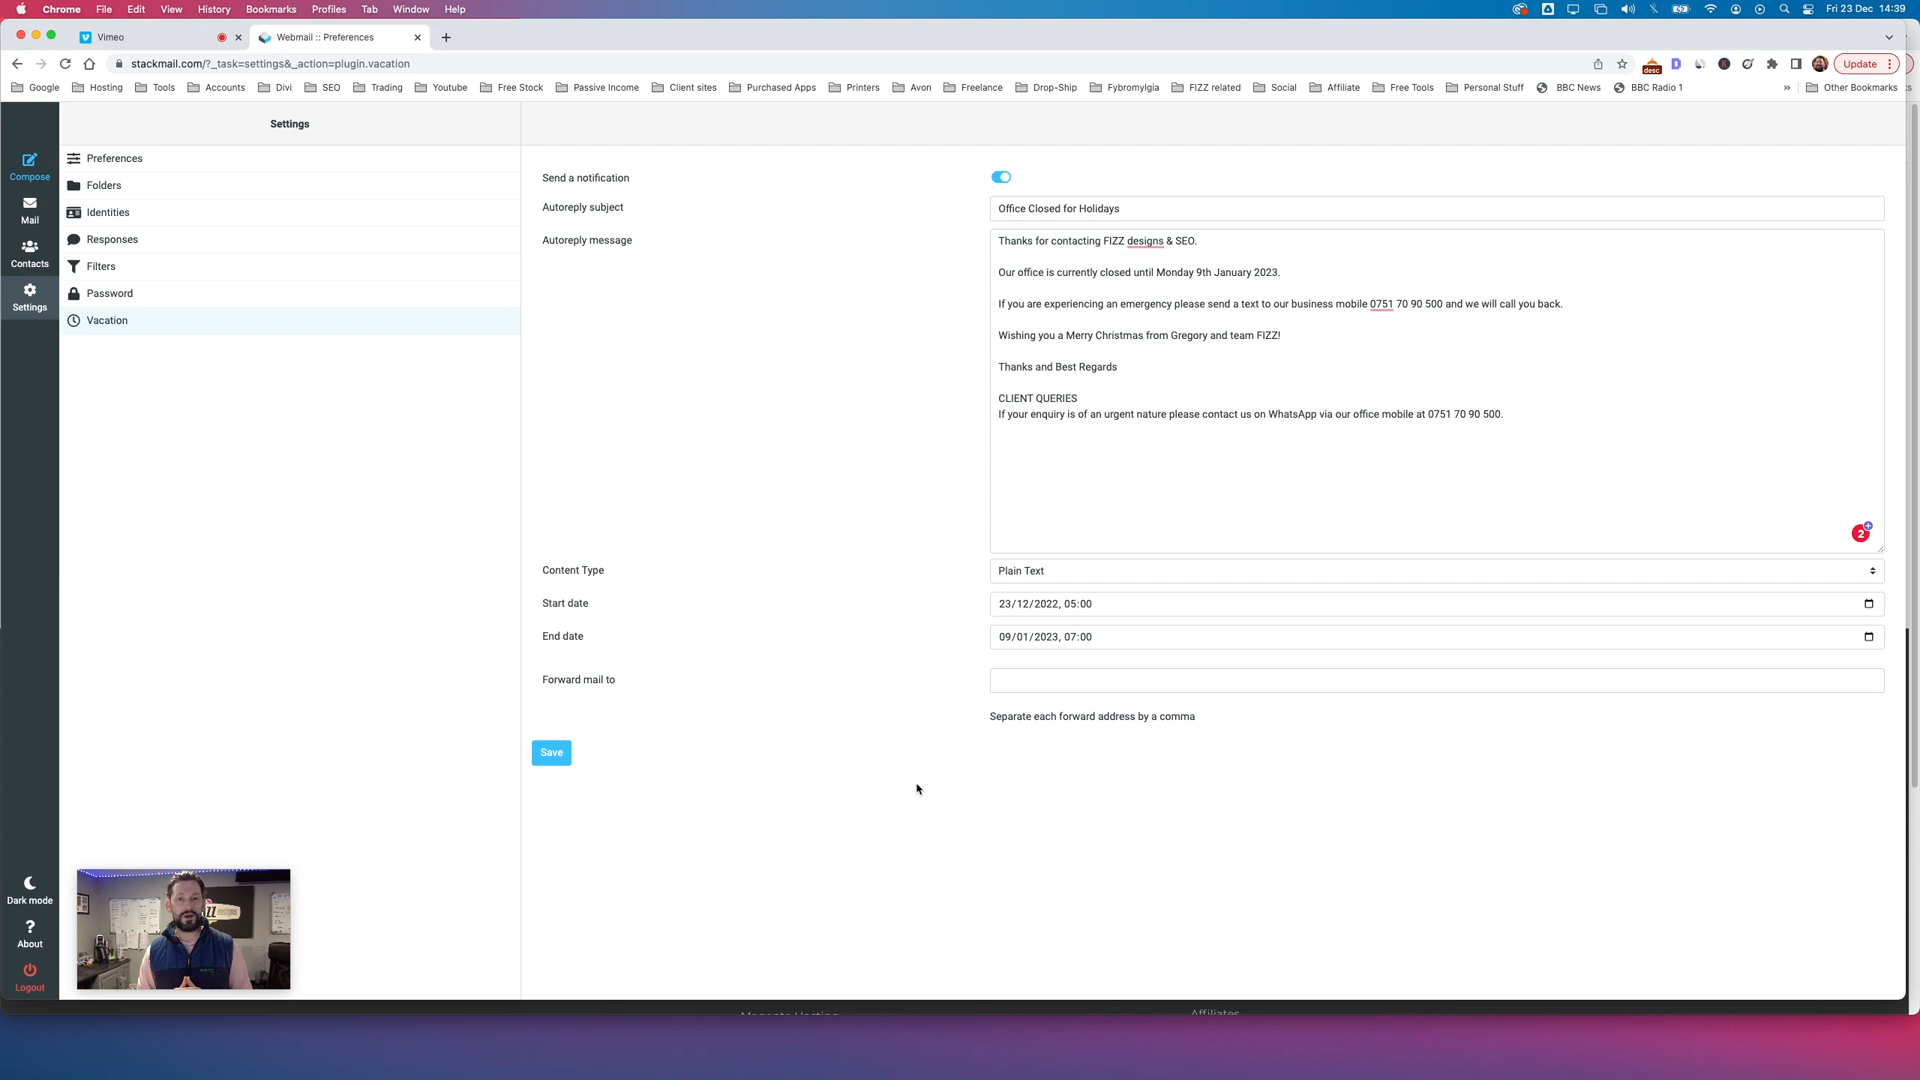 Chrome File Edit View History Bookmarks Profiles Tab Window Help
Fri 23 Dec 14:39
Vimeo
Webmail :: Preferences
stackmail.com/?_task=settings&_action=plugin.vacation
desc
Update
Google Hosting Tools Accounts Divi SEO Trading Youtube Free Stock Passive Income Client sites Purchased Apps Printers Avon Freelance Drop-Ship Fybromylgia FIZZ related Social Affiliate Free Tools Personal Stuff BBC News BBC Radio 1 » Other Bookmarks
Compose
Mail
Contacts
Settings
Dark mode
About
Logout
Settings
Preferences
Folders
Identities
Responses
Filters
Password
Vacation
Send a notification
Autoreply subject
Office Closed for Holidays
Autoreply message
Thanks for contacting FIZZ designs & SEO.
Our office is currently closed until Monday 9th January 2023.
If you are experiencing an emergency please send a text to our business mobile 0751 70 90 500 and we will call you back.
Wishing you a Merry Christmas from Gregory and team FIZZ!
Thanks and Best Regards
CLIENT QUERIES
If your enquiry is of an urgent nature please contact us on WhatsApp via our office mobile at 0751 70 90 500.
2
Content Type
Plain Text
Start date
23/12/2022, 05:00
End date
09/01/2023, 07:00
Forward mail to
Separate each forward address by a comma
Save
zz designs
Affiliates